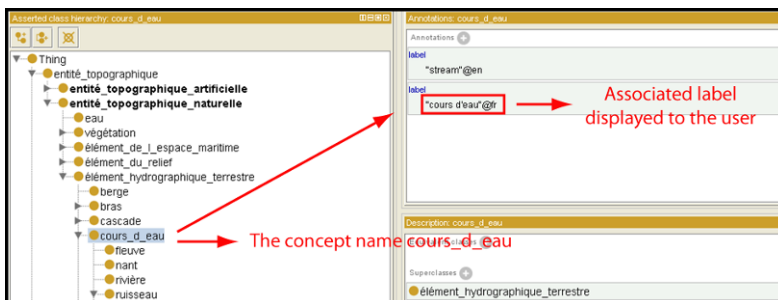 Asserted class hierarchy: cours_d_eau
Thing
entité_topographique
entité_topographique_artificielle
entité_topographique_naturelle
eau
végétation
élément_de_l_espace_maritime
élément_du_relief
élément_hydrographique_terrestre
berge
bras
cascade
cours_d_eau
fleuve
nant
rivière
ruisseau
The concept name cours_d_eau
Annotations: cours_d_eau
Annotations
label
"stream"@en
label
"cours d'eau"@fr
Associated label
displayed to the user
Description: cours_d_eau
Superclasses
élément_hydrographique_terrestre